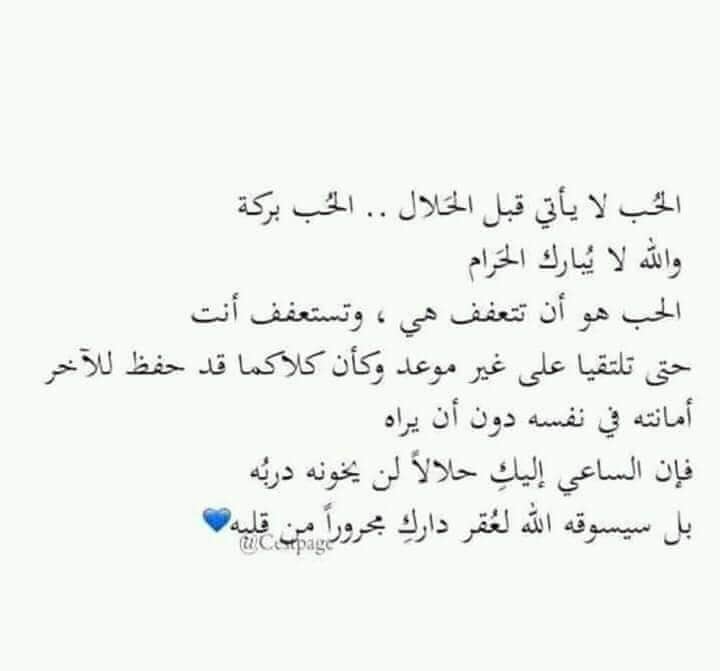 الحُب لا يأتي قبل الحَلال .. الحُب بركة
والله لا يُبارك الحَرام
الحب هو أن تتعفف هي ، وتستعفف أنت
حتى تلتقيا على غير موعد وكأن كلاكما قد حفظ للآخر
أمانته في نفسه دون أن يراه
فإن الساعي إليكِ حلالاً لن يخونه دربُه
بل سيسوقه الله لعُقر داركِ مجروراً من قلبه💙
@Cestpage